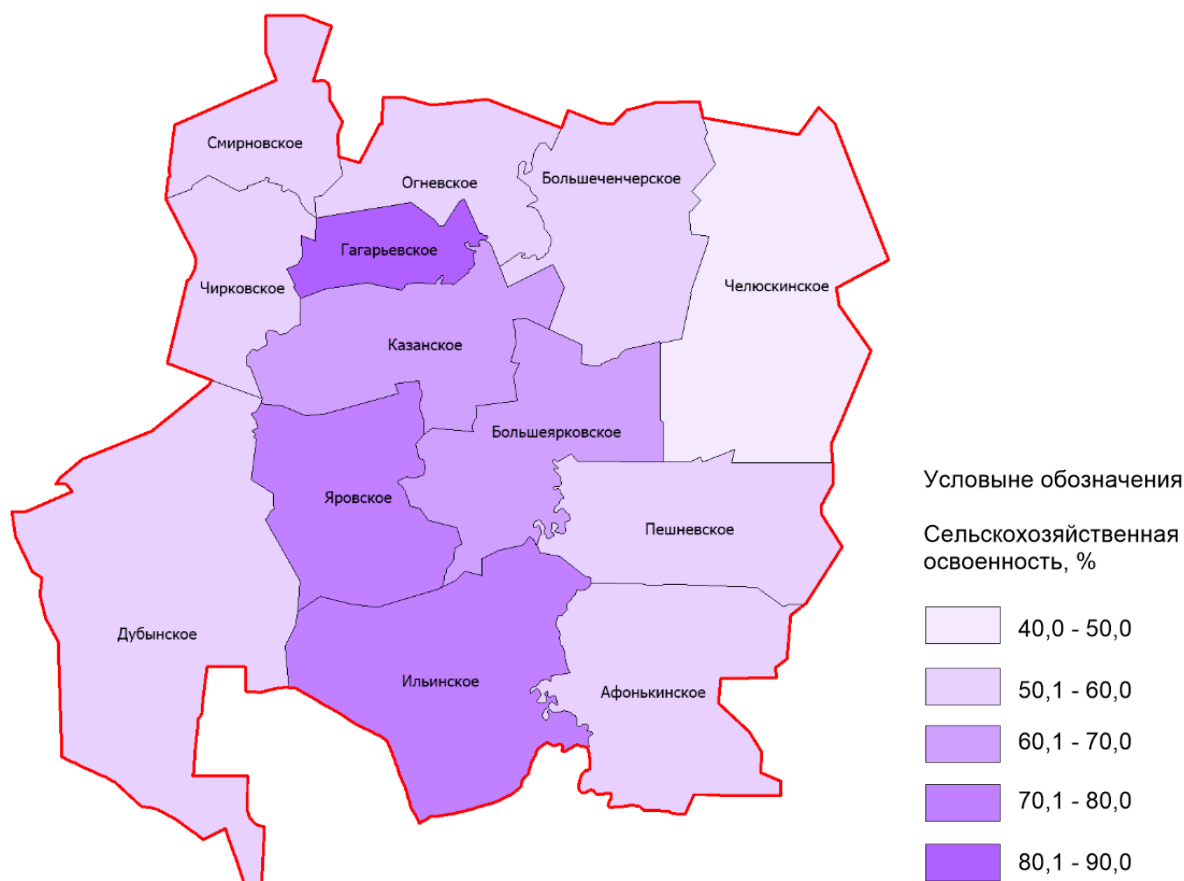 Смирновское
Огневское
Большеченчерское
Гагарьевское
Чирковское
Челюскинское
Казанское
Большеярковское
Яровское
Пешневское
Дубынское
Ильинское
Афонькинское
Условыне обозначения
Сельскохозяйственная
освоенность, %
40,0 - 50,0
50,1 - 60,0
60,1 - 70,0
70,1 - 80,0
80,1 - 90,0